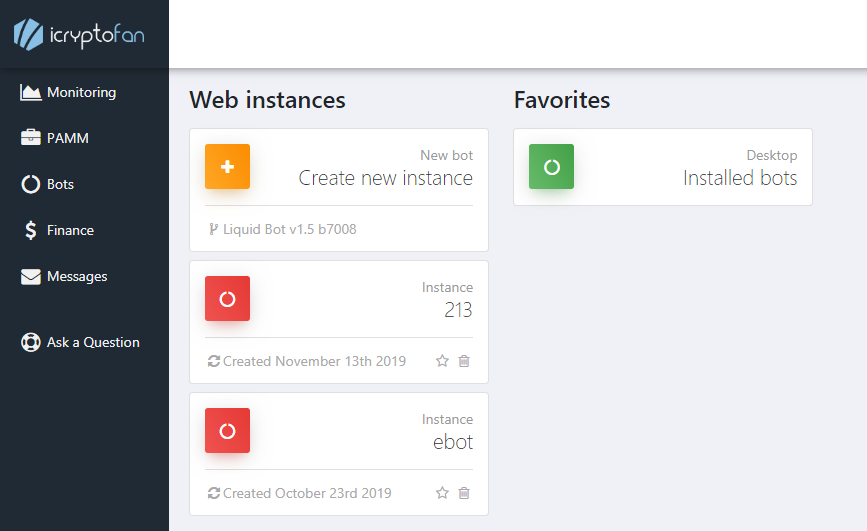 icryptofan
Monitoring
PAMM
Bots
Finance
Messages
Ask a Question
Web instances
New bot
Create new instance
Liquid Bot v1.5 b7008
Instance
213
Created November 13th 2019
Instance
ebot
Created October 23rd 2019
Favorites
Desktop
Installed bots